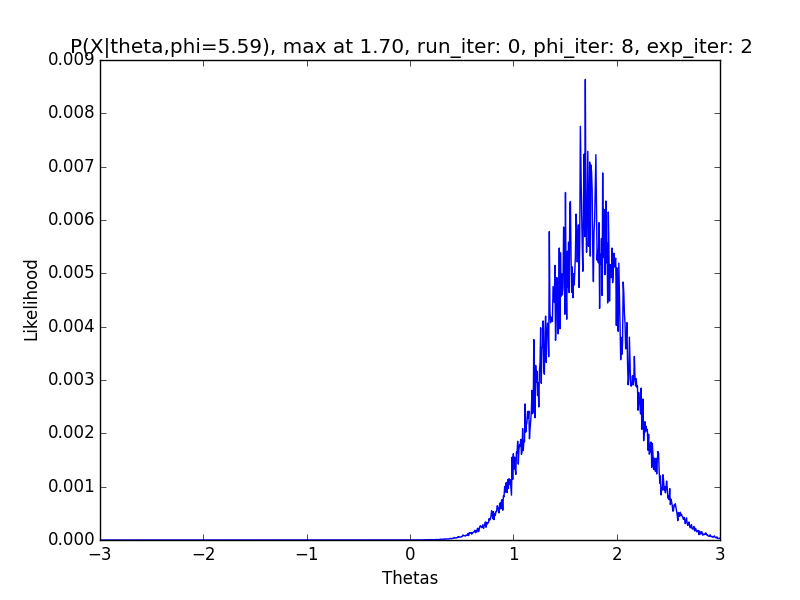 P(X|theta,phi=5.59), max at 1.70, run_iter: 0, phi_iter: 8, exp_iter: 2
0.009
0.008
0.007
0.006
0.005
0.004
0.003
0.002
0.001
0.000
Likelihood
−3 −2 −1 0 1 2 3
Thetas